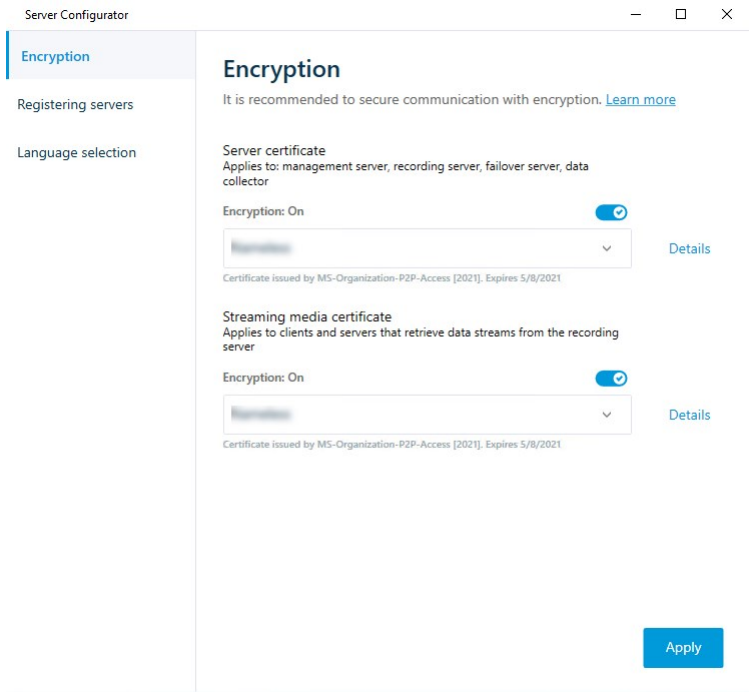 Server Configurator
Encryption
Registering servers
Language selection
Encryption
It is recommended to secure communication with encryption. Learn more
Server certificate
Applies to: management server, recording server, failover server, data
collector
Encryption: On
Details
Certificate issued by MS-Organization-P2P-Access [2021]. Expires 5/8/2021
Streaming media certificate
Applies to clients and servers that retrieve data streams from the recording
server
Encryption: On
Details
Certificate issued by MS-Organization-P2P-Access [2021]. Expires 5/8/2021
Apply